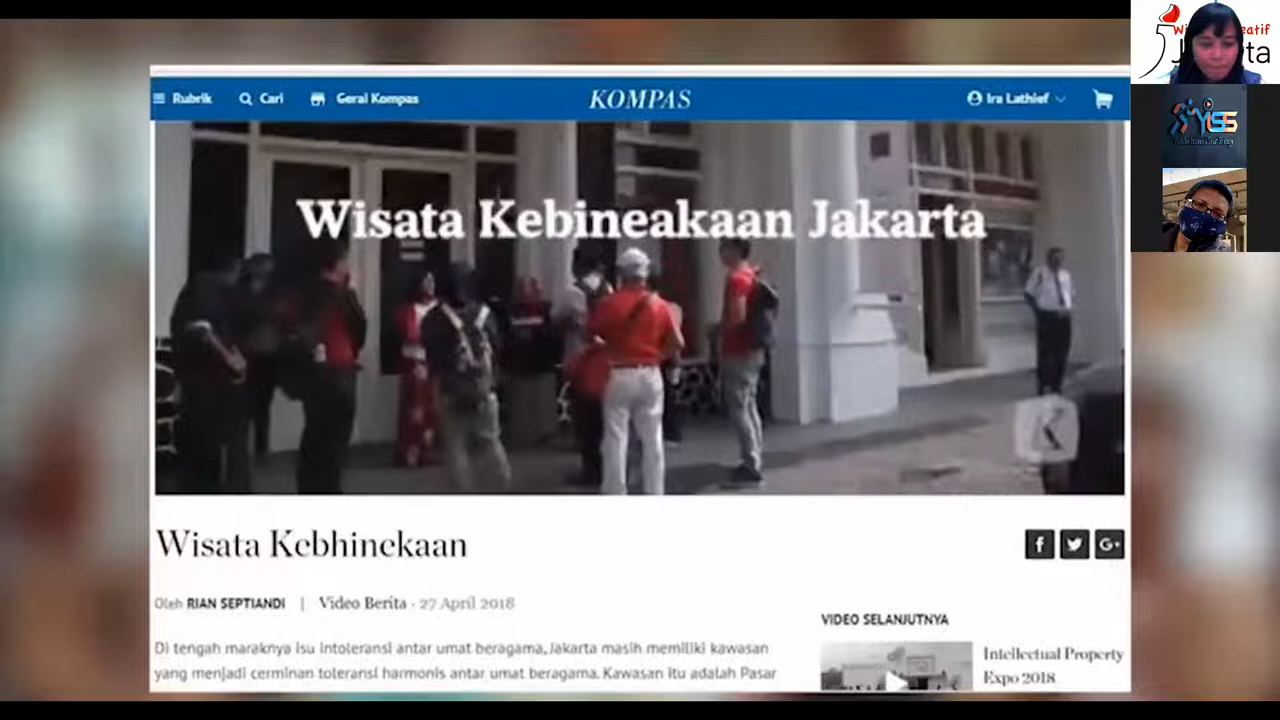 Rubrik
Cari
Gerai Kompas
KOMPAS
Ira Lathief
Wisata Kebineakaan Jakarta
Wisata Kebhinekaan
Oleh RIAN SEPTIANDI | Video Berita - 27 April 2018
Di tengah maraknya isu intoleransi antar umat beragama, Jakarta masih memiliki kawasan
yang menjadi cerminan toleransi harmonis antar umat beragama. Kawasan itu adalah Pasar
VIDEO SELANJUTNYA
Intellectual Property
Expo 2018